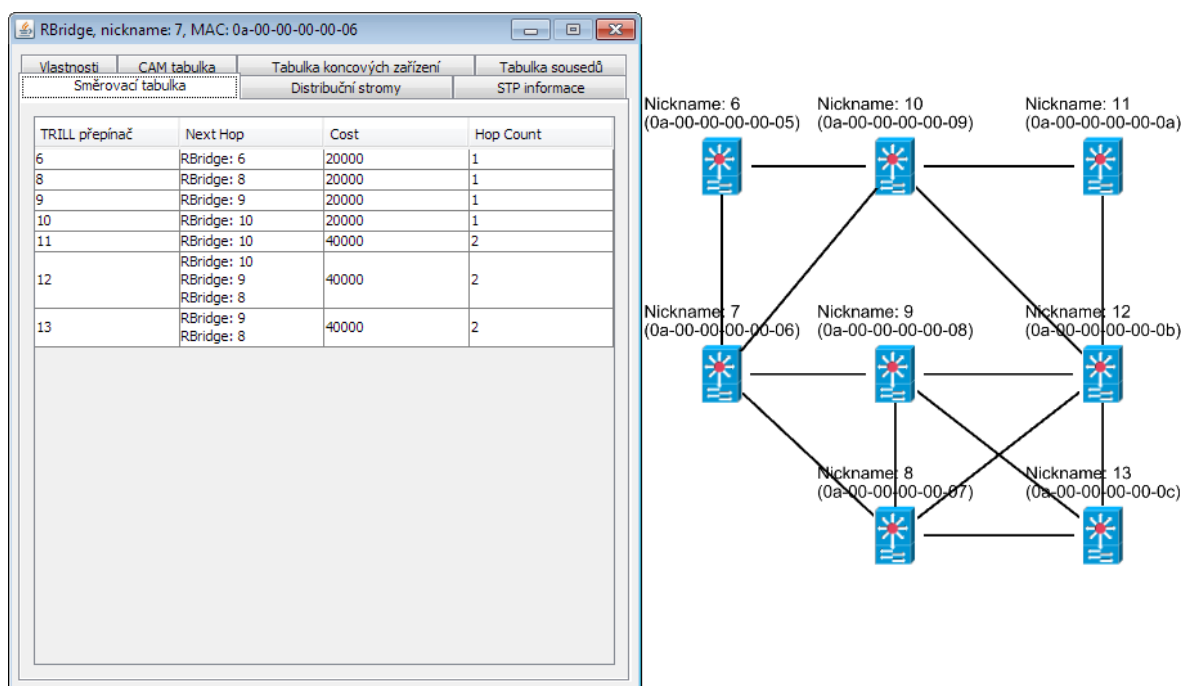 RBridge, nickname: 7, MAC: 0a-00-00-00-00-06
Vlastnosti CAM tabulka Tabulka koncových zařízení Tabulka sousedů
Směrovací tabulka Distribuční stromy STP informace
TRILL přepínač Next Hop Cost Hop Count
6 RBridge: 6 20000 1
8 RBridge: 8 20000 1
9 RBridge: 9 20000 1
10 RBridge: 10 20000 1
11 RBridge: 10 40000 2
12 RBridge: 10 40000 2
RBridge: 9
RBridge: 8
13 RBridge: 9 40000 2
RBridge: 8
Nickname: 6
(0a-00-00-00-00-05)
Nickname: 10
(0a-00-00-00-00-09)
Nickname: 11
(0a-00-00-00-00-0a)
Nickname: 7
(0a-00-00-00-00-06)
Nickname: 9
(0a-00-00-00-00-08)
Nickname: 12
(0a-00-00-00-00-0b)
Nickname: 8
(0a-00-00-00-00-07)
Nickname: 13
(0a-00-00-00-00-0c)